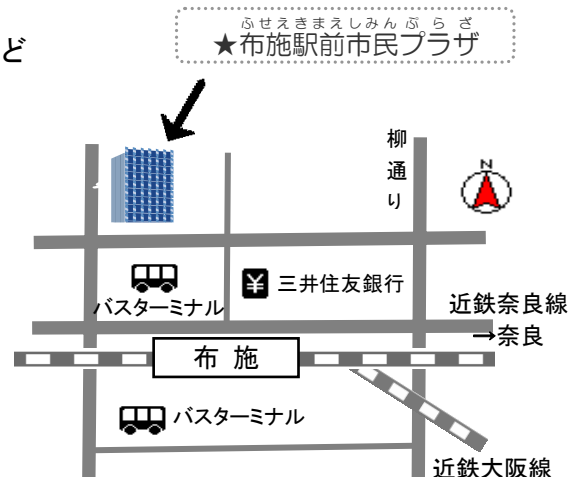 ど
ふせえきまえしみんぷらざ
★布施駅前市民プラザ
柳通り
N
バスターミナル
¥ 三井住友銀行
近鉄奈良線
→奈良
布 施
バスターミナル
近鉄大阪線